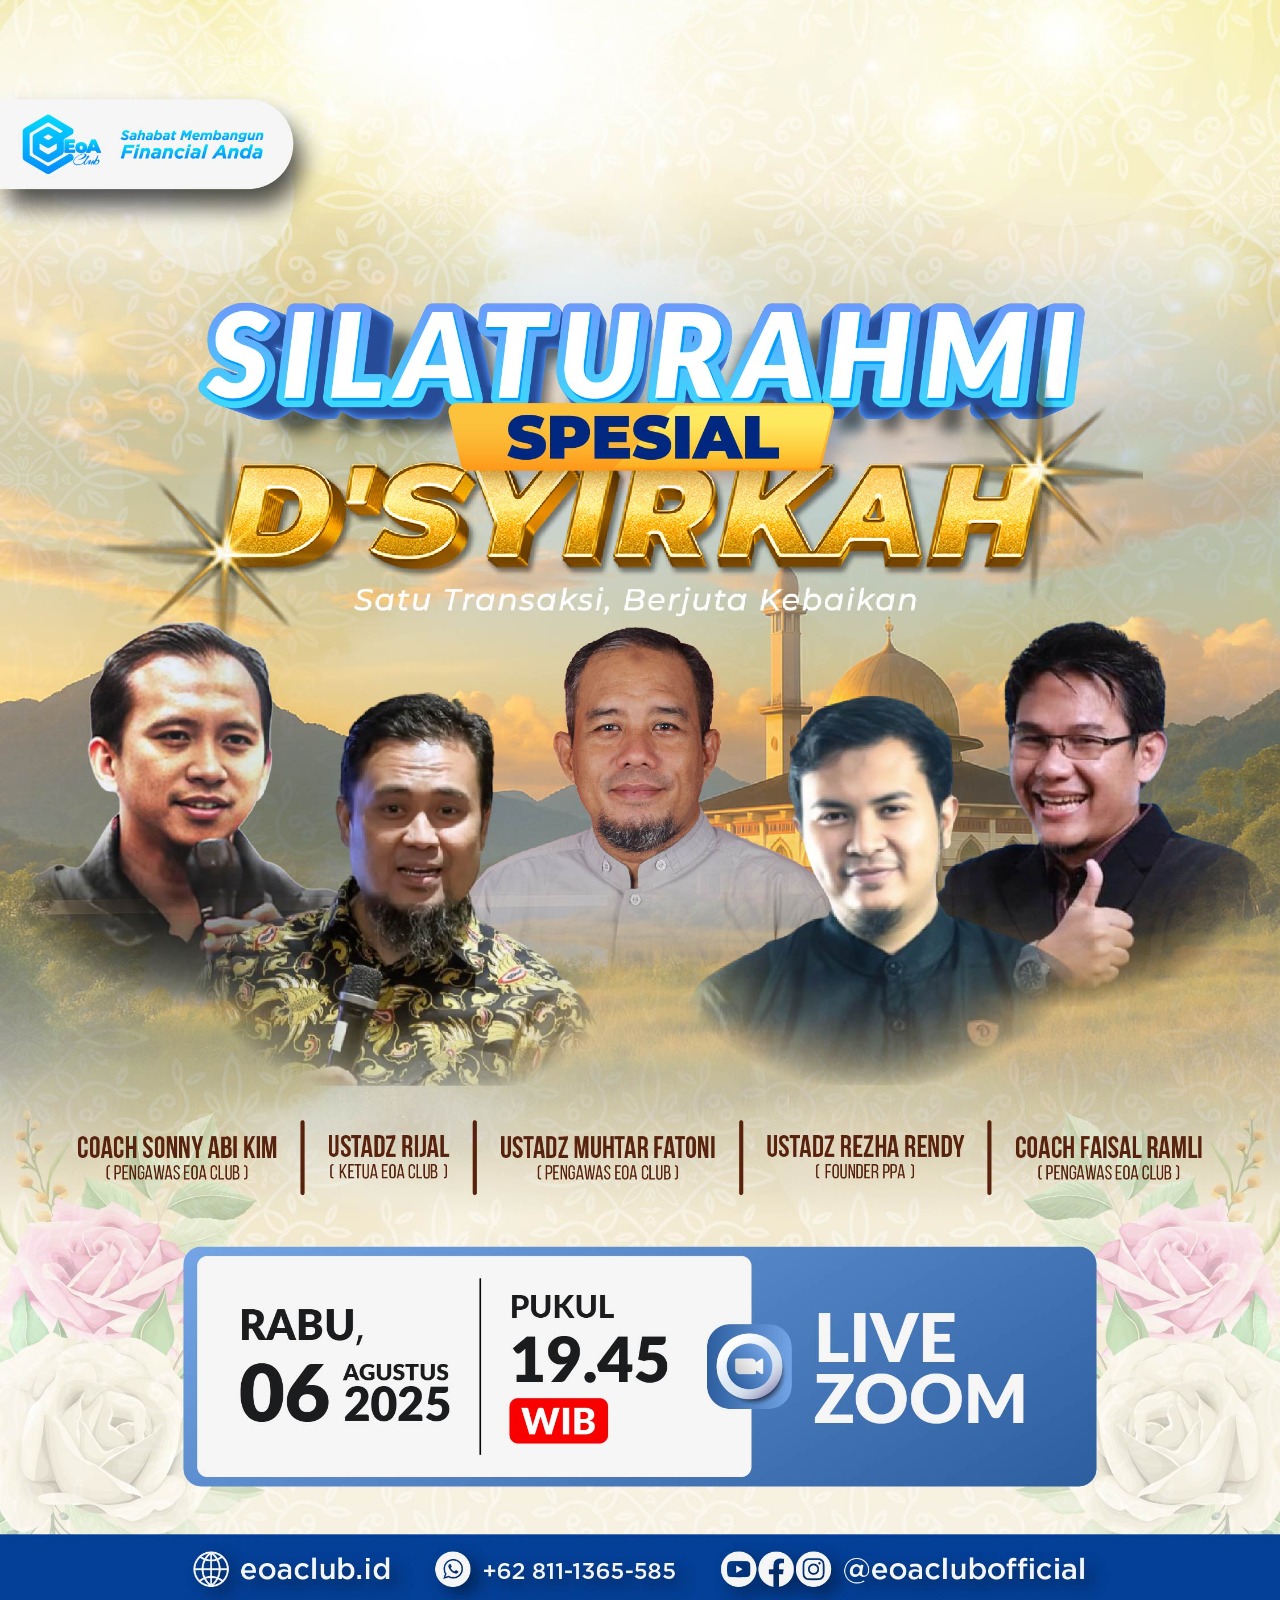 EoA
Club
Sahabat Membangun
Financial Anda
SILATURAHMI
SPESIAL
D'SYIRKAH
Satu Transaksi, Berjuta Kebaikan
COACH SONNY ABI KIM
( PENGAWAS EOA CLUB )
USTADZ RIJAL
( KETUA EOA CLUB )
USTADZ MUHTAR FATONI
( PENGAWAS EOA CLUB )
USTADZ REZHA RENDY
( FOUNDER PPA )
COACH FAISAL RAMLI
( PENGAWAS EOA CLUB )
RABU,
06
AGUSTUS
2025
PUKUL
19.45
WIB
LIVE
ZOOM
eoaclub.id
+62 811-1365-585
@eoaclubofficial